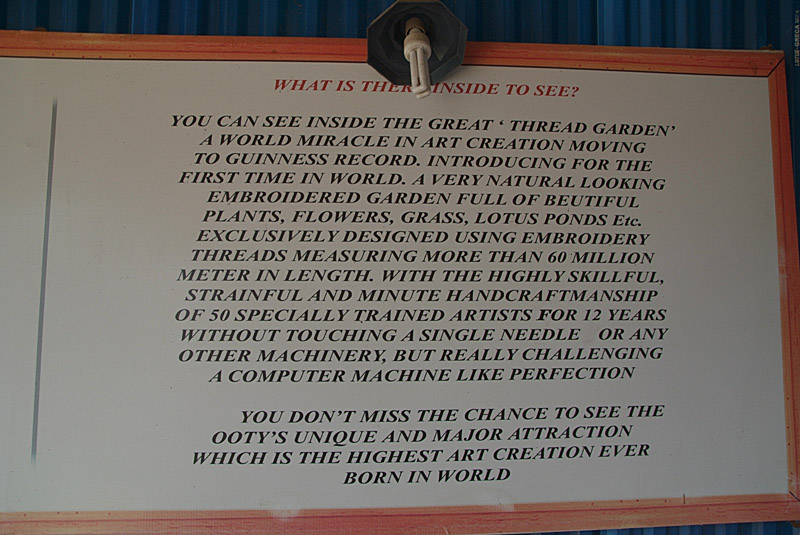 WHAT IS THERE INSIDE TO SEE?
YOU CAN SEE INSIDE THE GREAT ‘ THREAD GARDEN’
A WORLD MIRACLE IN ART CREATION MOVING
TO GUINNESS RECORD. INTRODUCING FOR THE
FIRST TIME IN WORLD. A VERY NATURAL LOOKING
EMBROIDERED GARDEN FULL OF BEUTIFUL
PLANTS, FLOWERS, GRASS, LOTUS PONDS Etc.
EXCLUSIVELY DESIGNED USING EMBROIDERY
THREADS MEASURING MORE THAN 60 MILLION
METER IN LENGTH. WITH THE HIGHLY SKILLFUL,
STRAINFUL AND MINUTE HANDCRAFTMANSHIP
OF 50 SPECIALLY TRAINED ARTISTS FOR 12 YEARS
WITHOUT TOUCHING A SINGLE NEEDLE OR ANY
OTHER MACHINERY, BUT REALLY CHALLENGING
A COMPUTER MACHINE LIKE PERFECTION
YOU DON’T MISS THE CHANCE TO SEE THE
OOTY’S UNIQUE AND MAJOR ATTRACTION
WHICH IS THE HIGHEST ART CREATION EVER
BORN IN WORLD